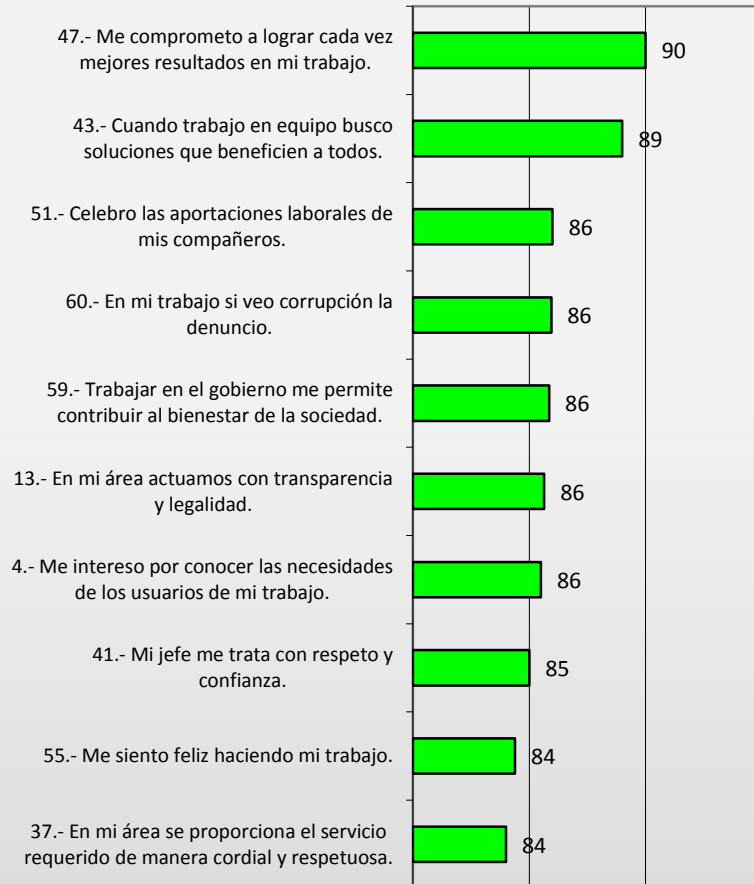 47.- Me comprometo a lograr cada vez
mejores resultados en mi trabajo.
90
43.- Cuando trabajo en equipo busco
soluciones que beneficien a todos.
89
51.- Celebro las aportaciones laborales de
mis compañeros.
86
60.- En mi trabajo si veo corrupción la
denuncio.
86
59.- Trabajar en el gobierno me permite
contribuir al bienestar de la sociedad.
86
13.- En mi área actuamos con transparencia
y legalidad.
86
4.- Me intereso por conocer las necesidades
de los usuarios de mi trabajo.
86
41.- Mi jefe me trata con respeto y
confianza.
85
55.- Me siento feliz haciendo mi trabajo.
84
37.- En mi área se proporciona el servicio
requerido de manera cordial y respetuosa.
84